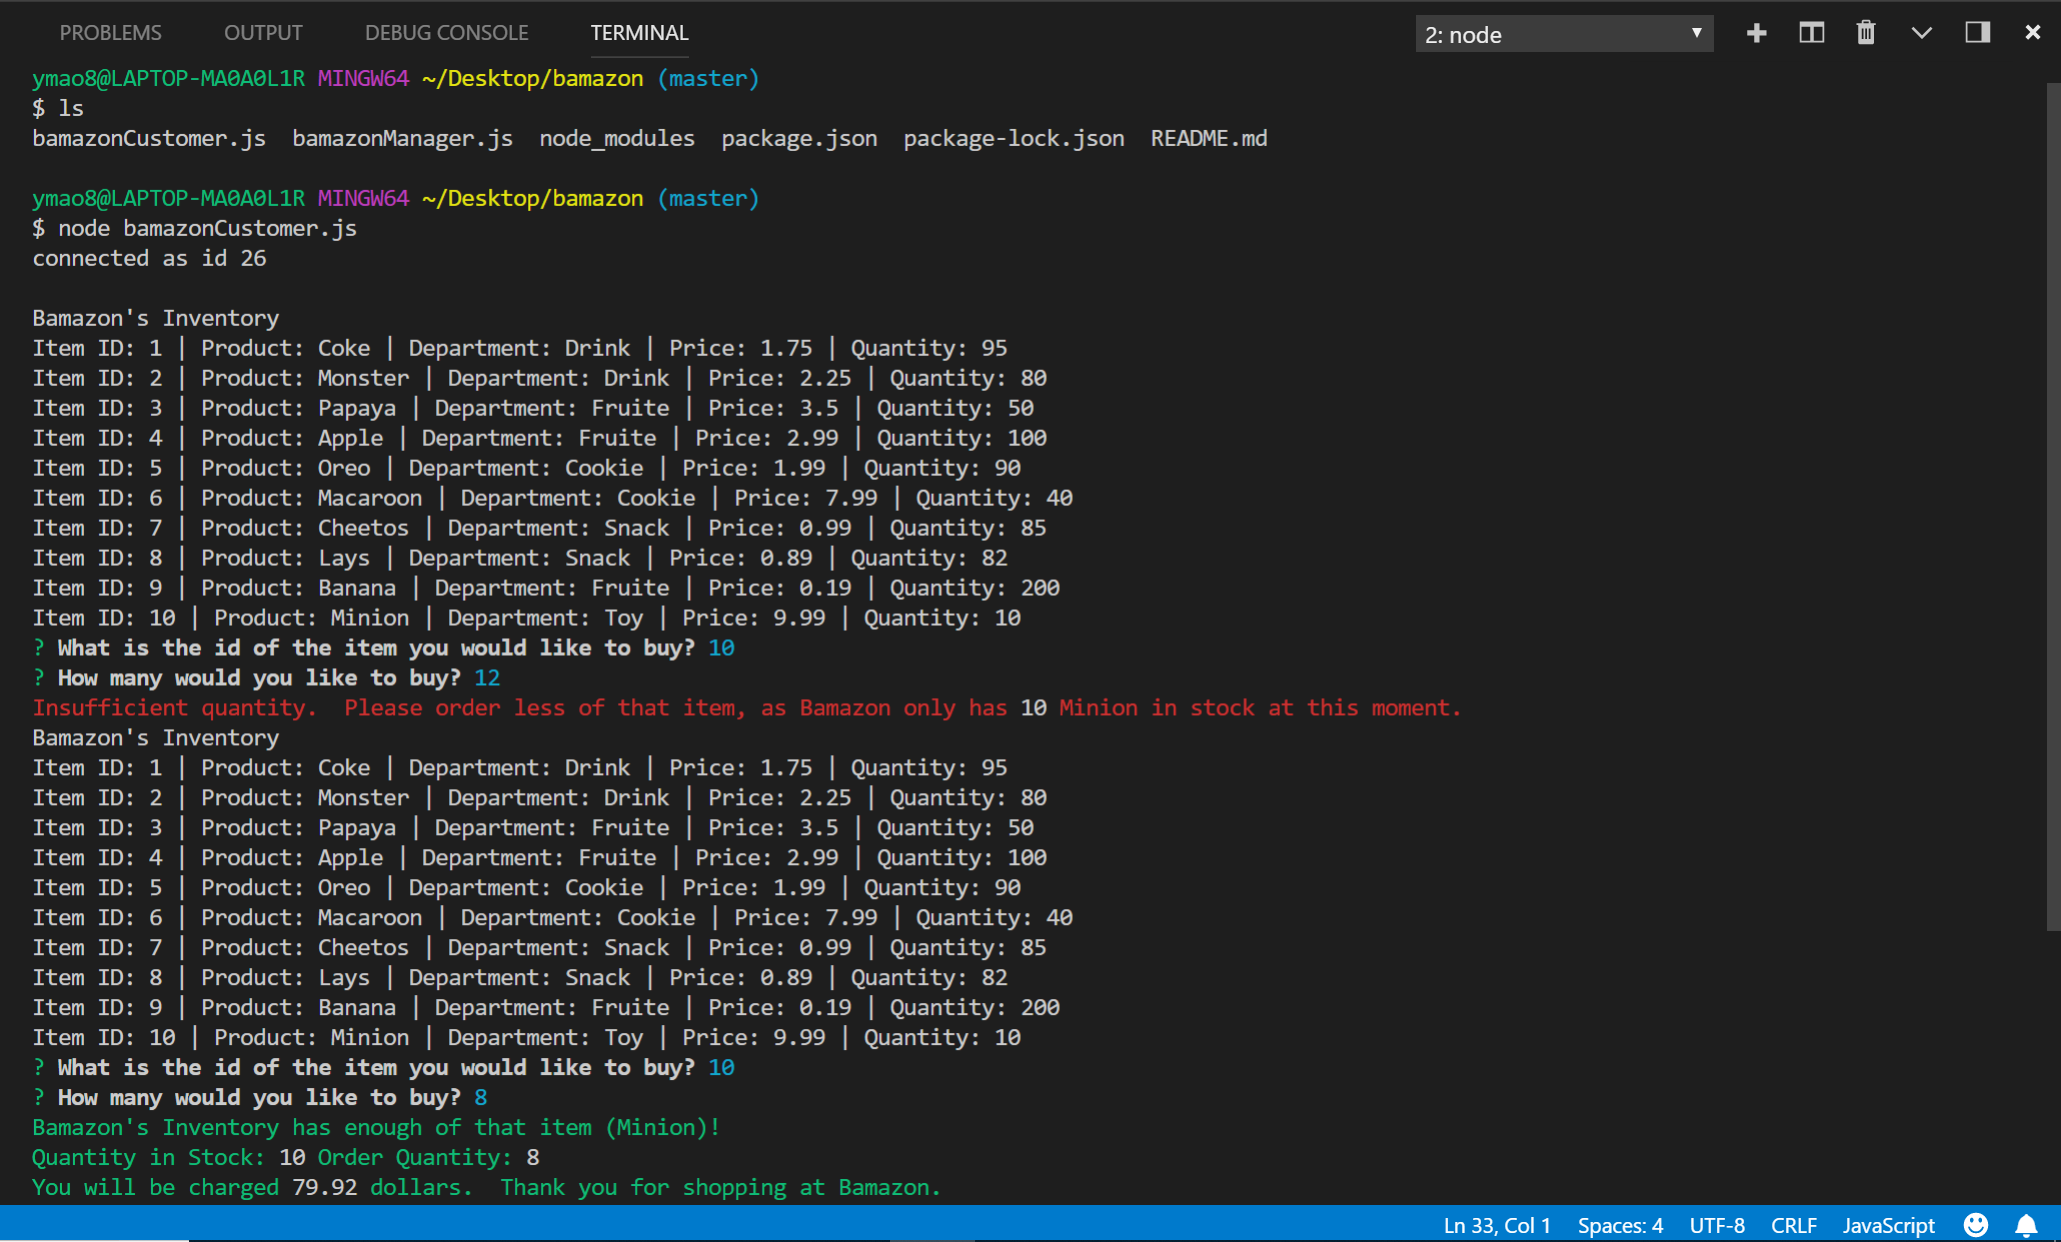 PROBLEMS OUTPUT DEBUG CONSOLE TERMINAL 2: node
ymao8@LAPTOP-MA0A0L1R MINGW64 ~/Desktop/bamazon (master)
$ ls
bamazonCustomer.js  bamazonManager.js  node_modules  package.json  package-lock.json  README.md
ymao8@LAPTOP-MA0A0L1R MINGW64 ~/Desktop/bamazon (master)
$ node bamazonCustomer.js
connected as id 26
Bamazon's Inventory
Item ID: 1 | Product: Coke | Department: Drink | Price: 1.75 | Quantity: 95
Item ID: 2 | Product: Monster | Department: Drink | Price: 2.25 | Quantity: 80
Item ID: 3 | Product: Papaya | Department: Fruite | Price: 3.5 | Quantity: 50
Item ID: 4 | Product: Apple | Department: Fruite | Price: 2.99 | Quantity: 100
Item ID: 5 | Product: Oreo | Department: Cookie | Price: 1.99 | Quantity: 90
Item ID: 6 | Product: Macaroon | Department: Cookie | Price: 7.99 | Quantity: 40
Item ID: 7 | Product: Cheetos | Department: Snack | Price: 0.99 | Quantity: 85
Item ID: 8 | Product: Lays | Department: Snack | Price: 0.89 | Quantity: 82
Item ID: 9 | Product: Banana | Department: Fruite | Price: 0.19 | Quantity: 200
Item ID: 10 | Product: Minion | Department: Toy | Price: 9.99 | Quantity: 10
? What is the id of the item you would like to buy? 10
? How many would you like to buy? 12
Insufficient quantity.  Please order less of that item, as Bamazon only has 10 Minion in stock at this moment.
Bamazon's Inventory
Item ID: 1 | Product: Coke | Department: Drink | Price: 1.75 | Quantity: 95
Item ID: 2 | Product: Monster | Department: Drink | Price: 2.25 | Quantity: 80
Item ID: 3 | Product: Papaya | Department: Fruite | Price: 3.5 | Quantity: 50
Item ID: 4 | Product: Apple | Department: Fruite | Price: 2.99 | Quantity: 100
Item ID: 5 | Product: Oreo | Department: Cookie | Price: 1.99 | Quantity: 90
Item ID: 6 | Product: Macaroon | Department: Cookie | Price: 7.99 | Quantity: 40
Item ID: 7 | Product: Cheetos | Department: Snack | Price: 0.99 | Quantity: 85
Item ID: 8 | Product: Lays | Department: Snack | Price: 0.89 | Quantity: 82
Item ID: 9 | Product: Banana | Department: Fruite | Price: 0.19 | Quantity: 200
Item ID: 10 | Product: Minion | Department: Toy | Price: 9.99 | Quantity: 10
? What is the id of the item you would like to buy? 10
? How many would you like to buy? 8
Bamazon's Inventory has enough of that item (Minion)!
Quantity in Stock: 10 Order Quantity: 8
You will be charged 79.92 dollars.  Thank you for shopping at Bamazon.
Ln 33, Col 1 Spaces: 4 UTF-8 CRLF JavaScript